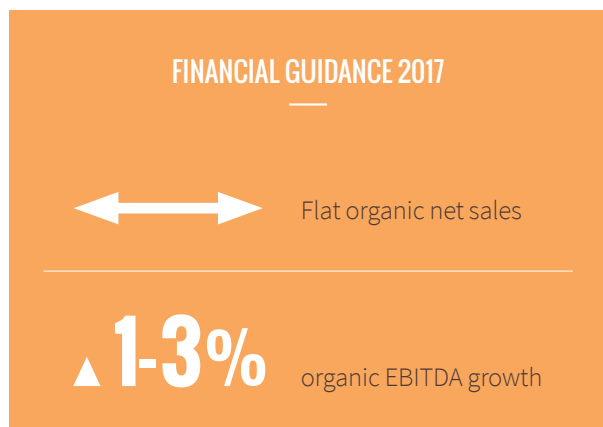 FINANCIAL GUIDANCE 2017
Flat organic net sales
1-3% organic EBITDA growth